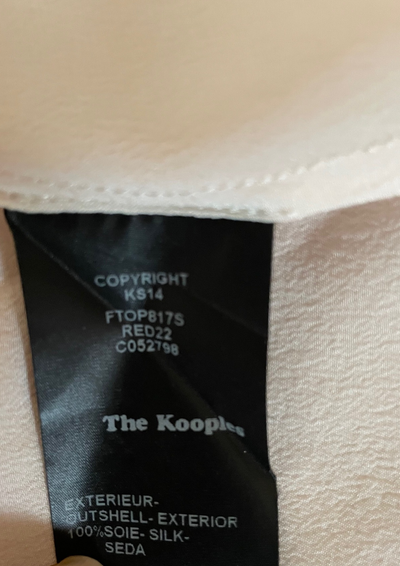 COPYRIGHT
KS14
FTOP817S
RED22
C052798
The Kooples
EXTERIEUR-
OUTSHELL- EXTERIOR
100%SOIE- SILK-
SEDA